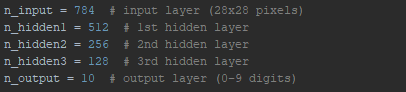 n_input = 784  # input layer (28x28 pixels)
n_hidden1 = 512  # 1st hidden layer
n_hidden2 = 256  # 2nd hidden layer
n_hidden3 = 128  # 3rd hidden layer
n_output = 10  # output layer (0-9 digits)